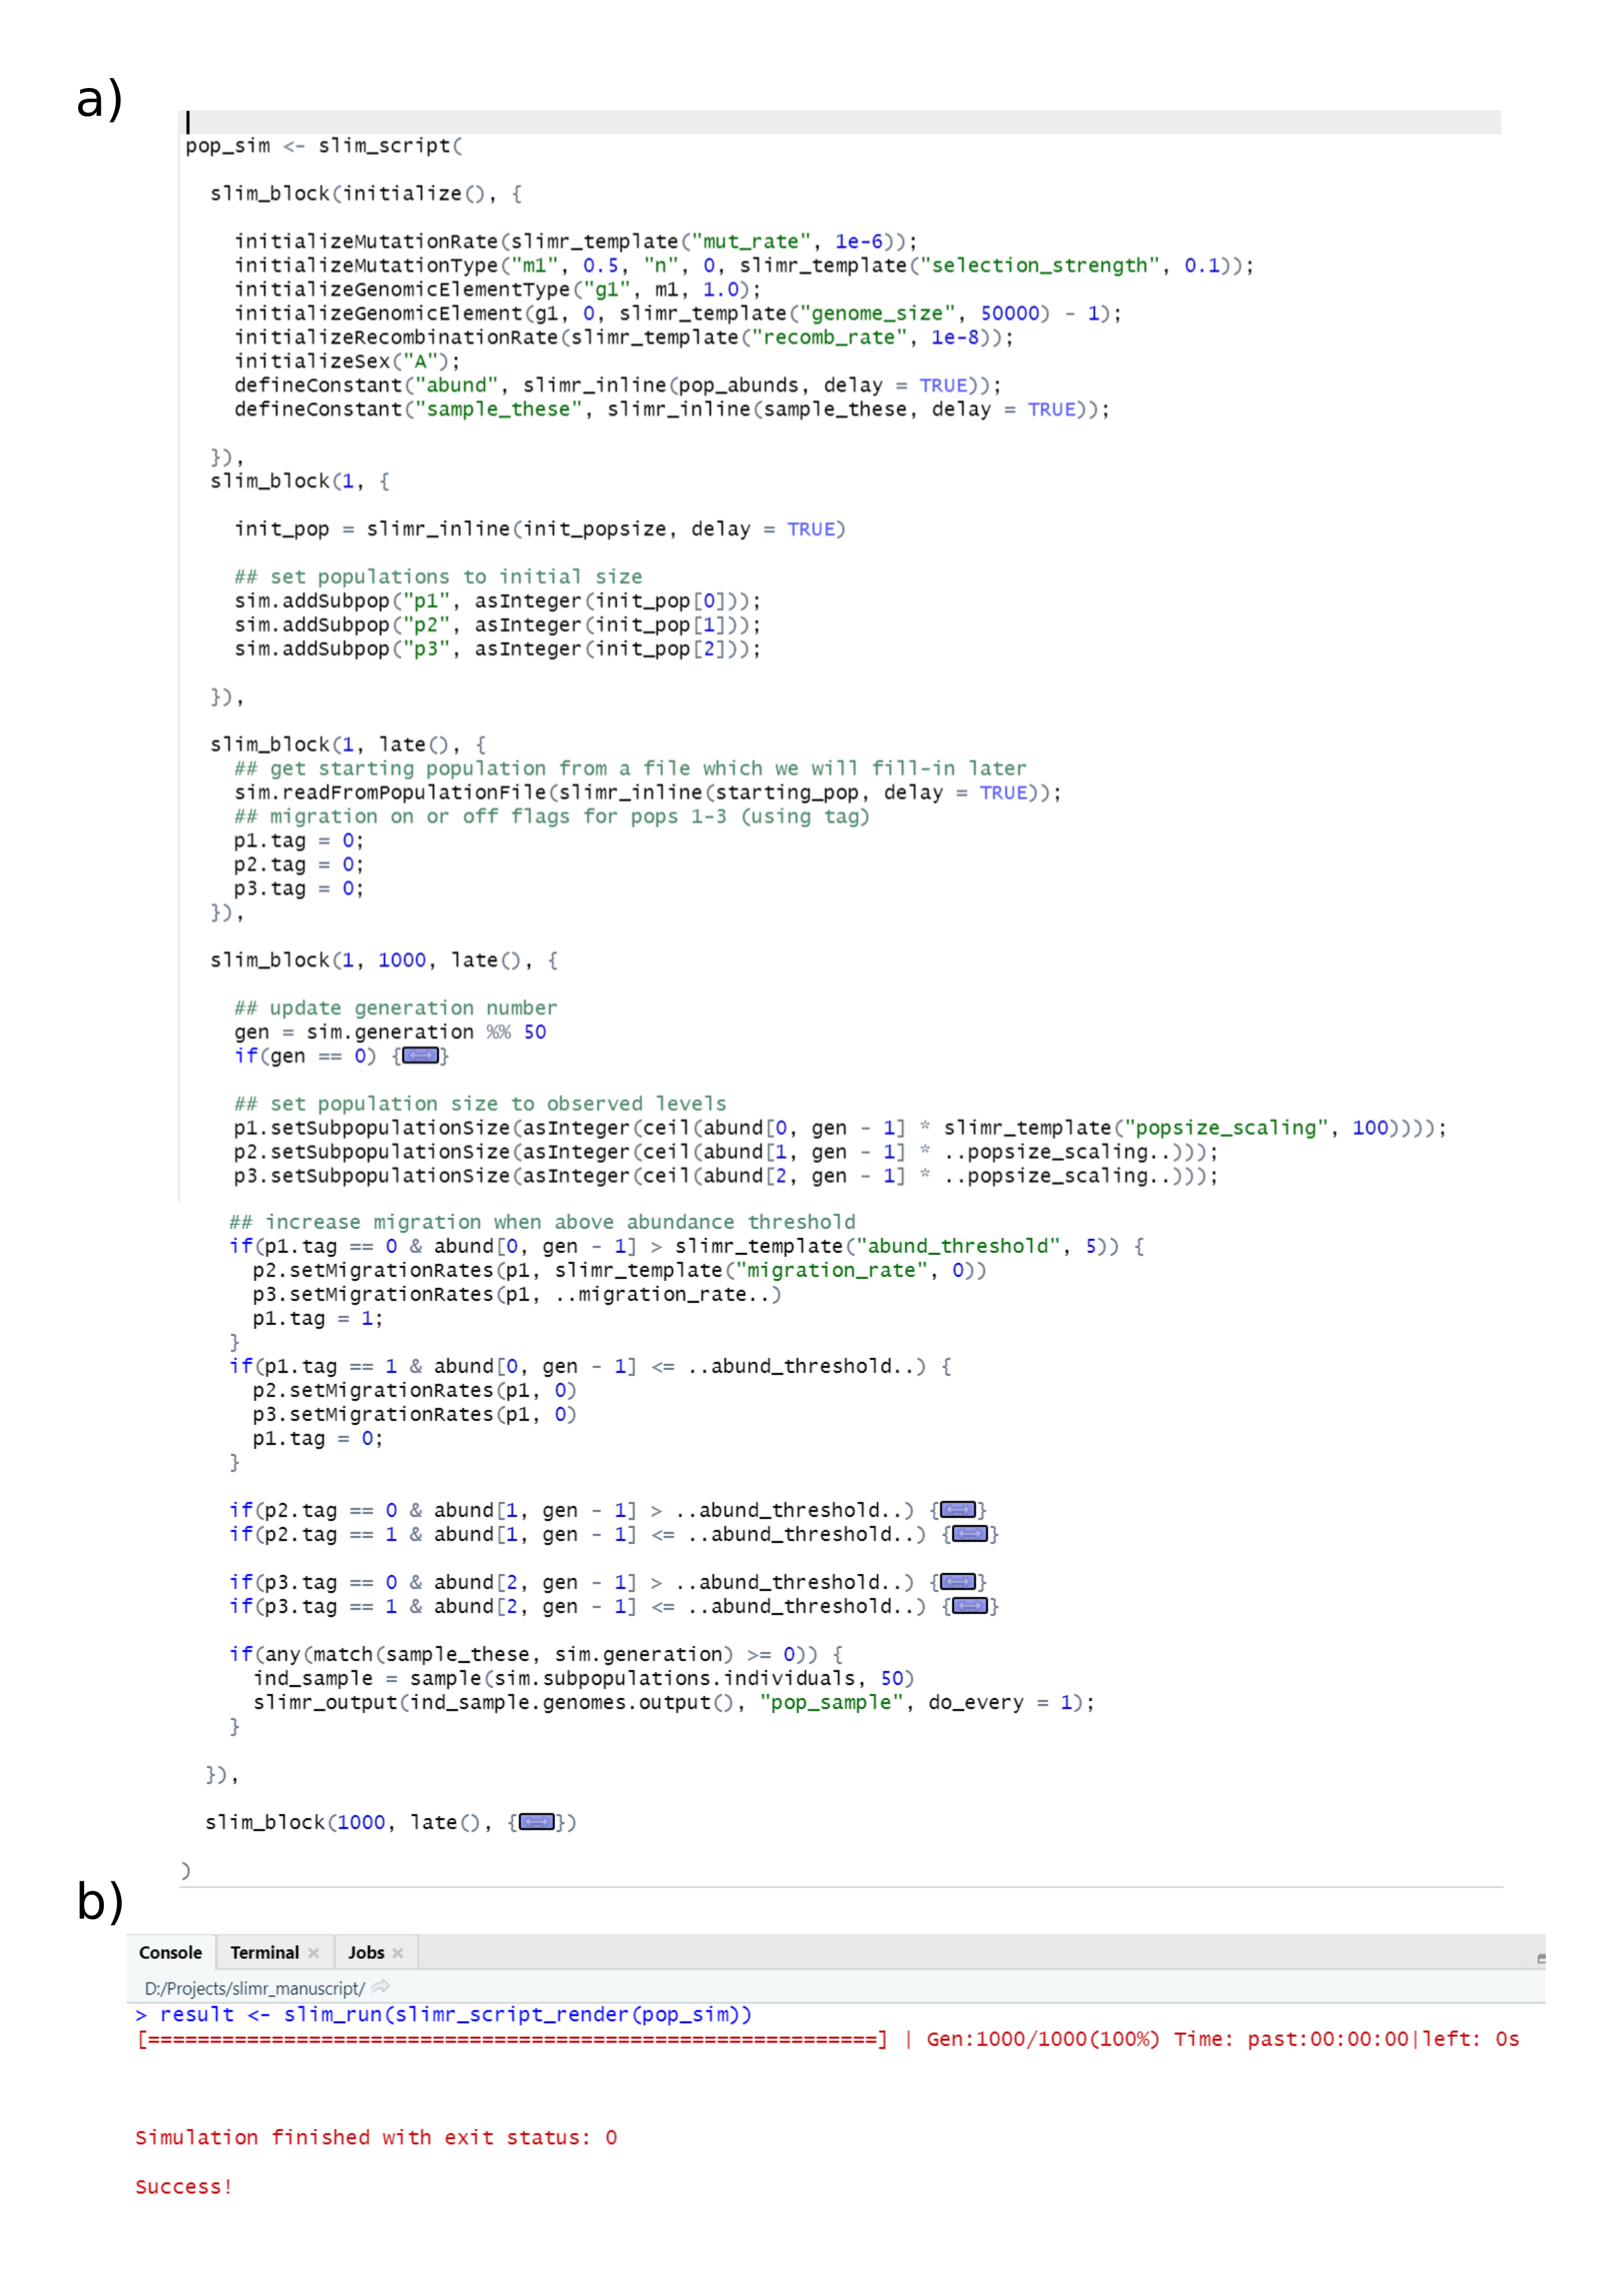 a)
pop_sim <- slim_script(
slim_block(initialize(), {
initializeMutationRate(slimr_template("mut_rate", 1e-6));
initializeMutationType("m1", 0.5, "n", 0, slimr_template("selection_strength", 0.1));
initializeGenomicElementType("g1", m1, 1.0);
initializeGenomicElement(g1, 0, slimr_template("genome_size", 50000) - 1);
initializeRecombinationRate(slimr_template("recomb_rate", 1e-8));
initializeSex("A");
defineConstant("abund", slimr_inline(pop_abunds, delay = TRUE));
defineConstant("sample_these", slimr_inline(sample_these, delay = TRUE));
}),
slim_block(1, {
init_pop = slimr_inline(init_popsize, delay = TRUE)
## set populations to initial size
sim.addSubpop("p1", asInteger(init_pop[0]));
sim.addSubpop("p2", asInteger(init_pop[1]));
sim.addSubpop("p3", asInteger(init_pop[2]));
}),
slim_block(1, late(), {
## get starting population from a file which we will fill-in later
sim.readFromPopulationFile(slimr_inline(starting_pop, delay = TRUE));
## migration on or off flags for pops 1-3 (using tag)
p1.tag = 0;
p2.tag = 0;
p3.tag = 0;
}),
slim_block(1, 1000, late(), {
## update generation number
gen = sim.generation %% 50
if(gen == 0) {}
## set population size to observed levels
p1.setSubpopulationSize(asInteger(ceil(abund[0, gen - 1] * slimr_template("popsize_scaling", 100))));
p2.setSubpopulationSize(asInteger(ceil(abund[1, gen - 1] * ..popsize_scaling..)));
p3.setSubpopulationSize(asInteger(ceil(abund[2, gen - 1] * ..popsize_scaling..)));
## increase migration when above abundance threshold
if(p1.tag == 0 & abund[0, gen - 1] > slimr_template("abund_threshold", 5)) {
p2.setMigrationRates(p1, slimr_template("migration_rate", 0))
p3.setMigrationRates(p1, ..migration_rate..)
p1.tag = 1;
}
if(p1.tag == 1 & abund[0, gen - 1] <= ..abund_threshold..) {
p2.setMigrationRates(p1, 0)
p3.setMigrationRates(p1, 0)
p1.tag = 0;
}
if(p2.tag == 0 & abund[1, gen - 1] > ..abund_threshold..) {}
if(p2.tag == 1 & abund[1, gen - 1] <= ..abund_threshold..) {}
if(p3.tag == 0 & abund[2, gen - 1] > ..abund_threshold..) {}
if(p3.tag == 1 & abund[2, gen - 1] <= ..abund_threshold..) {}
if(any(match(sample_these, sim.generation) >= 0)) {
ind_sample = sample(sim.subpopulations.individuals, 50)
slimr_output(ind_sample.genomes.output(), "pop_sample", do_every = 1);
}
}),
slim_block(1000, late(), {})
)
b)
Console Terminal Jobs
D:/Projects/slimr_manuscript/
> result <- slim_run(slimr_script_render(pop_sim))
[===========================================================] | Gen:1000/1000(100%) Time: past:00:00:00|left: 0s
Simulation finished with exit status: 0
Success!